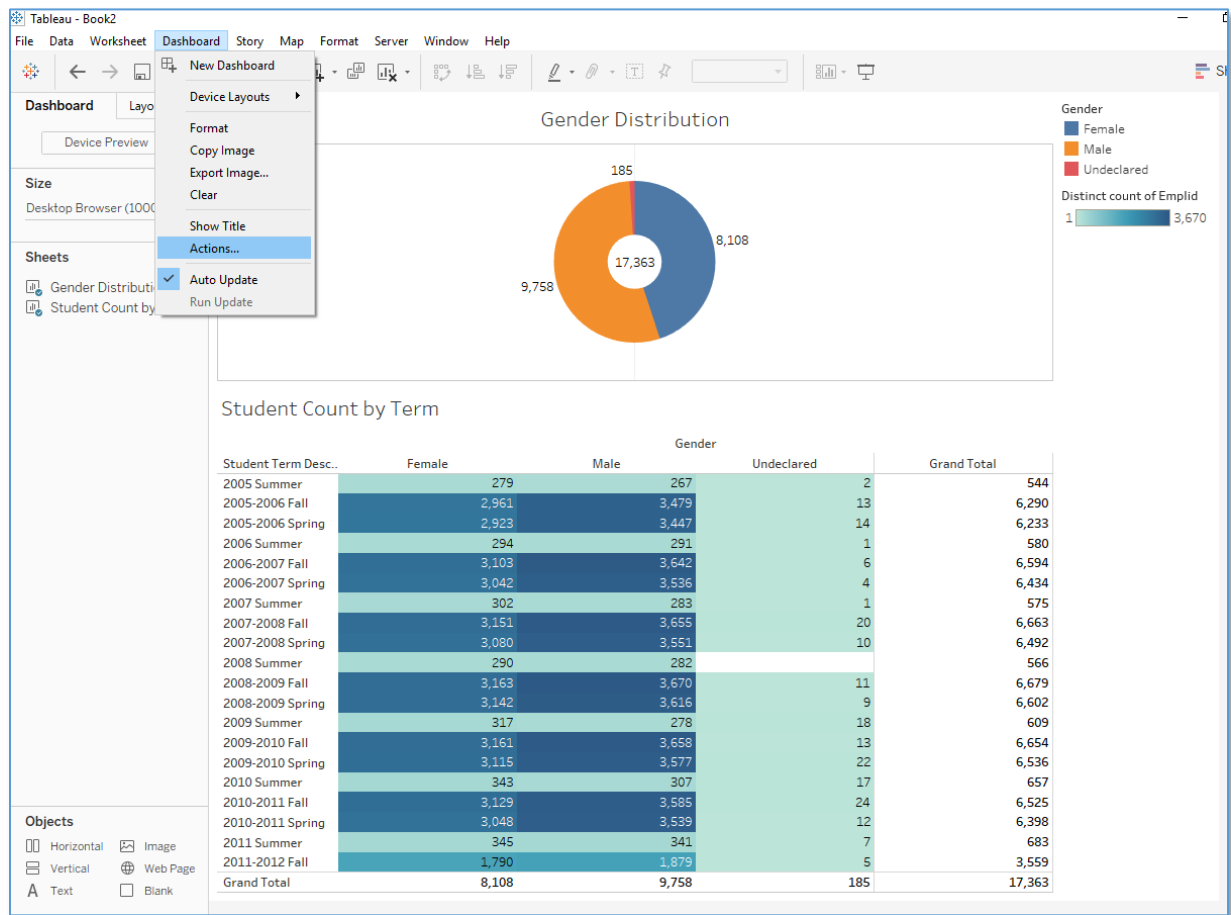 Tableau - Book2
File Data Worksheet Dashboard Story Map Format Server Window Help
New Dashboard
Device Layouts
Format
Copy Image
Export Image...
Clear
Show Title
Actions...
Auto Update
Run Update
Dashboard Layo
Device Preview
Size
Desktop Browser (1000
Sheets
Gender Distributi
Student Count by
Objects
Horizontal Image
Vertical Web Page
A Text Blank
Gender Distribution
185
8,108
17,363
9,758
Gender
Female
Male
Undeclared
Distinct count of Emplid
1 3,670
Student Count by Term
Gender
Student Term Desc.. Female Male Undeclared Grand Total
2005 Summer 279 267 2 544
2005-2006 Fall 2,961 3,479 13 6,290
2005-2006 Spring 2,923 3,447 14 6,233
2006 Summer 294 291 1 580
2006-2007 Fall 3,103 3,642 6 6,594
2006-2007 Spring 3,042 3,536 4 6,434
2007 Summer 302 283 1 575
2007-2008 Fall 3,151 3,655 20 6,663
2007-2008 Spring 3,080 3,551 10 6,492
2008 Summer 290 282 566
2008-2009 Fall 3,163 3,670 11 6,679
2008-2009 Spring 3,142 3,616 9 6,602
2009 Summer 317 278 18 609
2009-2010 Fall 3,161 3,658 13 6,654
2009-2010 Spring 3,115 3,577 22 6,536
2010 Summer 343 307 17 657
2010-2011 Fall 3,129 3,585 24 6,525
2010-2011 Spring 3,048 3,539 12 6,398
2011 Summer 345 341 7 683
2011-2012 Fall 1,790 1,879 5 3,559
Grand Total 8,108 9,758 185 17,363